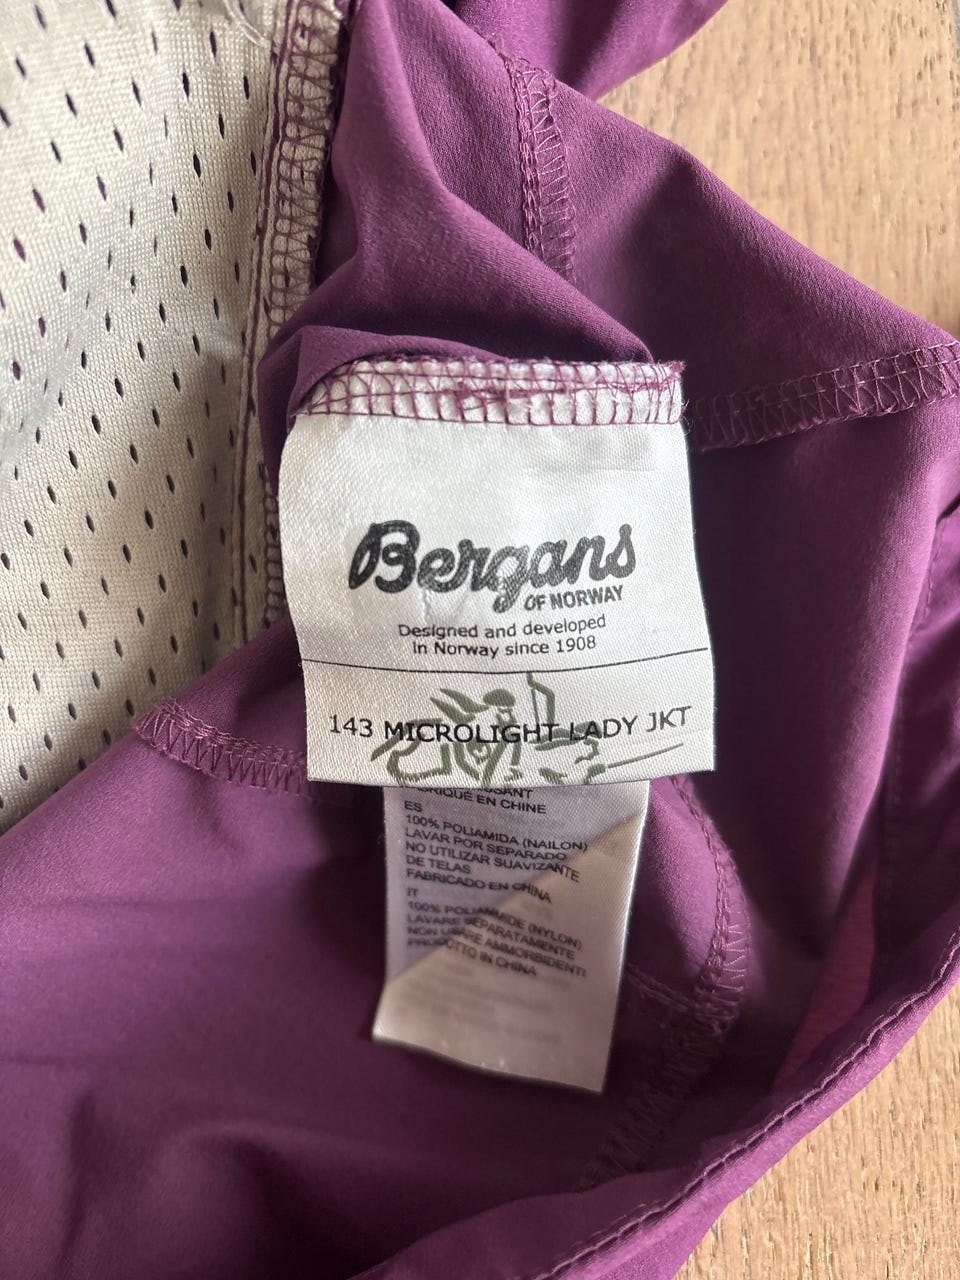 Bergans
OF NORWAY
Designed and developed
in Norway since 1908
143 MICROLIGHT LADY JKT
EN CHINE
ES
100% POLIAMIDA (NAILON)
LAVAR POR SEPARADO
NO UTILIZAR SUAVIZANTE
DE TELAS
FABRICADO EN CHINA
IT
100% POLIAMMIDE (NYLON)
LAVARE SEPARATAMENTE
NON USARE AMMORBIDENTI
PRODOTTO IN CHINA